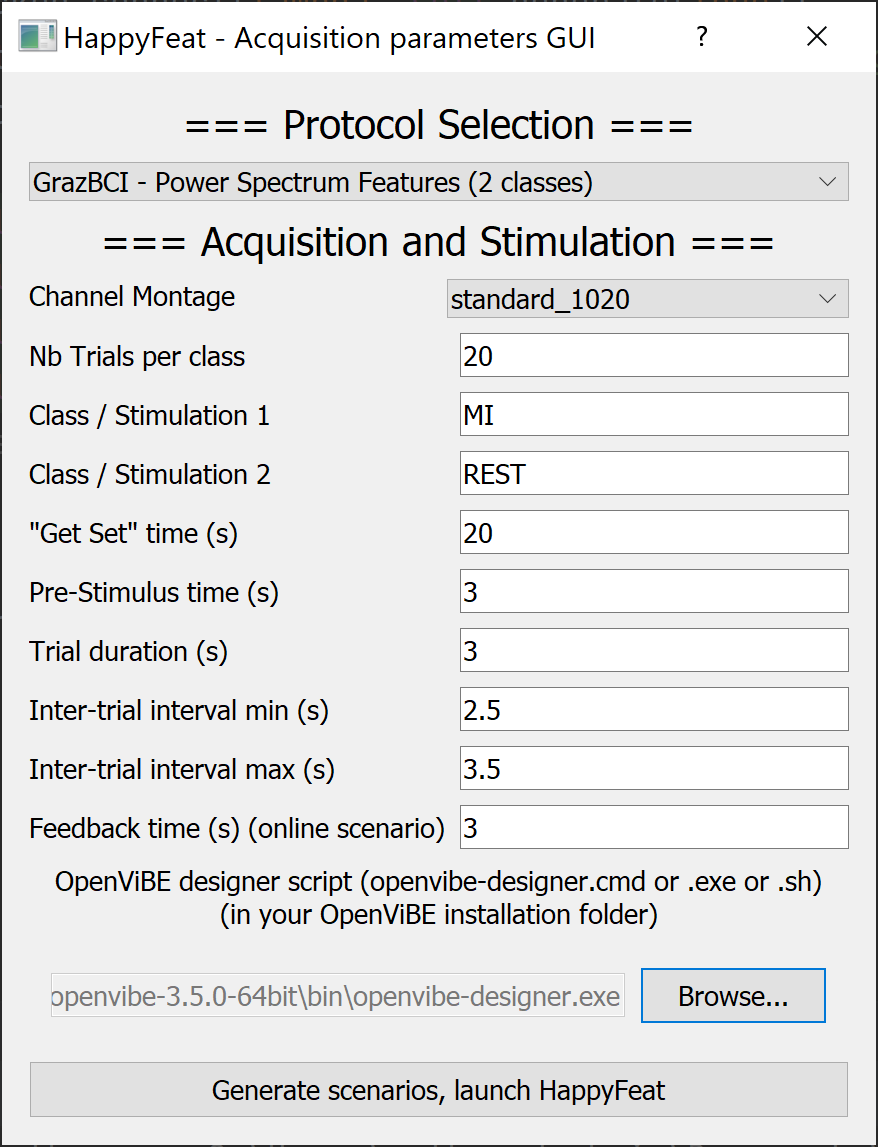 HappyFeat - Acquisition parameters GUI ?
=== Protocol Selection ===
GrazBCI - Power Spectrum Features (2 classes)
=== Acquisition and Stimulation ===
Channel Montage standard_1020
Nb Trials per class 20
Class / Stimulation 1 MI
Class / Stimulation 2 REST
"Get Set" time (s) 20
Pre-Stimulus time (s) 3
Trial duration (s) 3
Inter-trial interval min (s) 2.5
Inter-trial interval max (s) 3.5
Feedback time (s) (online scenario) 3
OpenViBE designer script (openvibe-designer.cmd or .exe or .sh)
(in your OpenViBE installation folder)
openvibe-3.5.0-64bit\bin\openvibe-designer.exe Browse...
Generate scenarios, launch HappyFeat